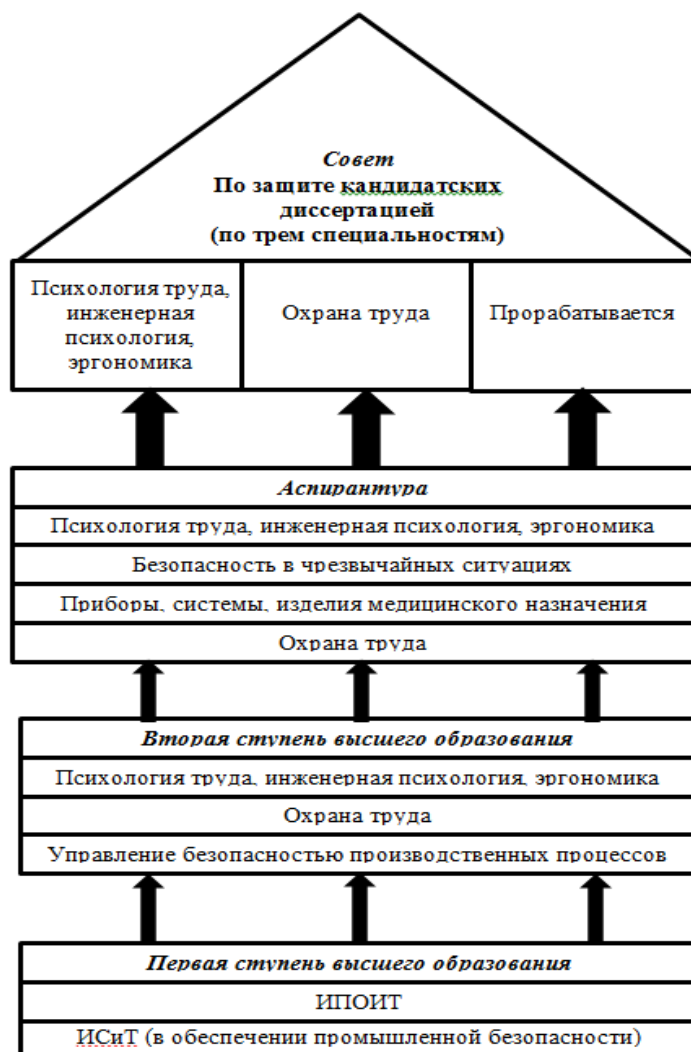 Совет
По защите кандидатских
диссертацией
(по трем специальностям)
Психология труда,
инженерная
психология,
эргономика
Охрана труда
Прорабатывается
Аспирантура
Психология труда, инженерная психология, эргономика
Безопасность в чрезвычайных ситуациях
Приборы, системы, изделия медицинского назначения
Охрана труда
Вторая ступень высшего образования
Психология труда, инженерная психология, эргономика
Охрана труда
Управление безопасностью производственных процессов
Первая ступень высшего образования
ИПОИТ
ИСиТ (в обеспечении промышленной безопасности)